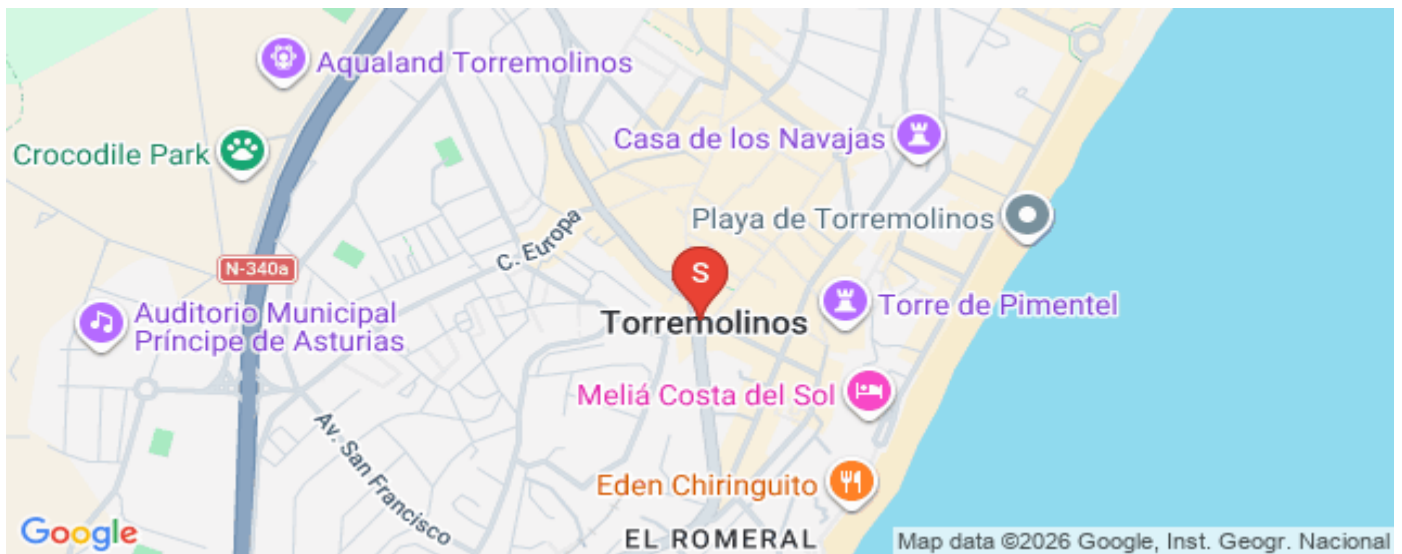 Aqualand Torremolinos
Casa de los Navajas
Crocodile Park
Playa de Torremolinos
C. Europa
N-340a
S
Auditorio Municipal
Príncipe de Asturias
Torremolinos
Torre de Pimentel
Meliá Costa del Sol
Av. San Francisco
Eden Chiringuito
Google
EL ROMERAL
Map data ©2026 Google, Inst. Geogr. Nacional